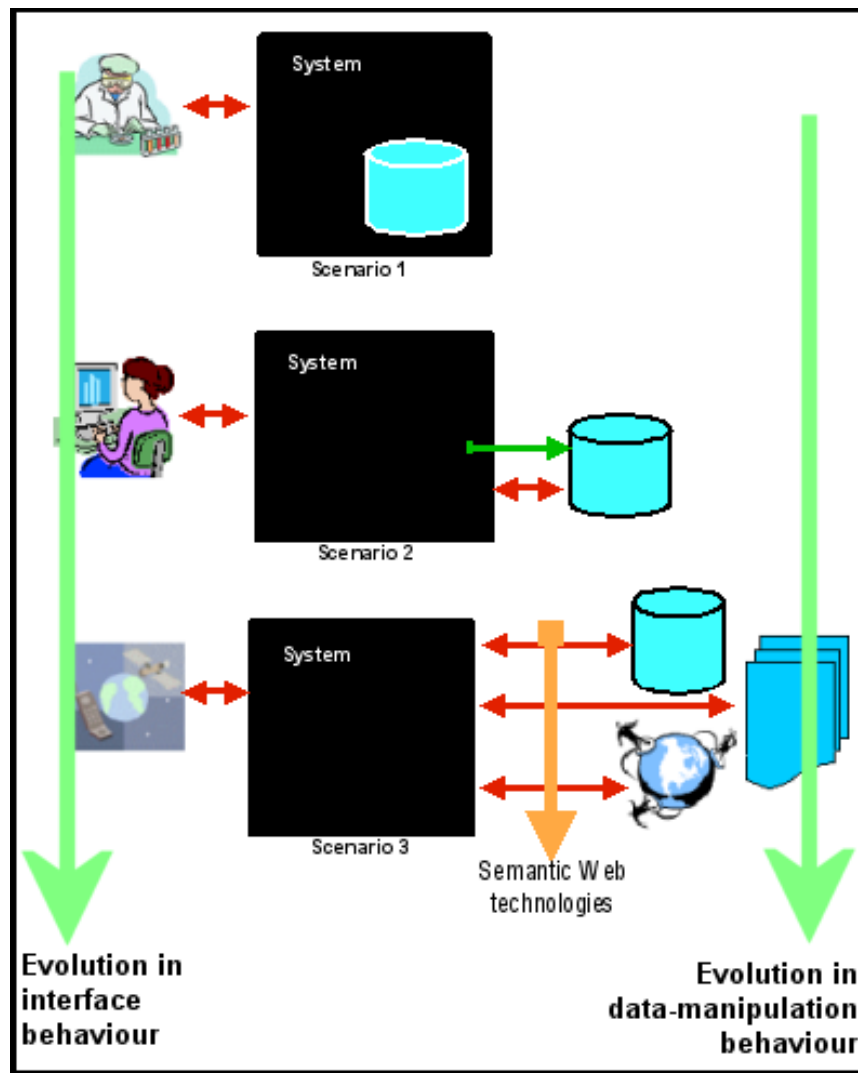 System
Scenario 1
System
Scenario 2
System
Scenario 3
Semantic Web
technologies
Evolution in
interface
behaviour
Evolution in
data-manipulation
behaviour